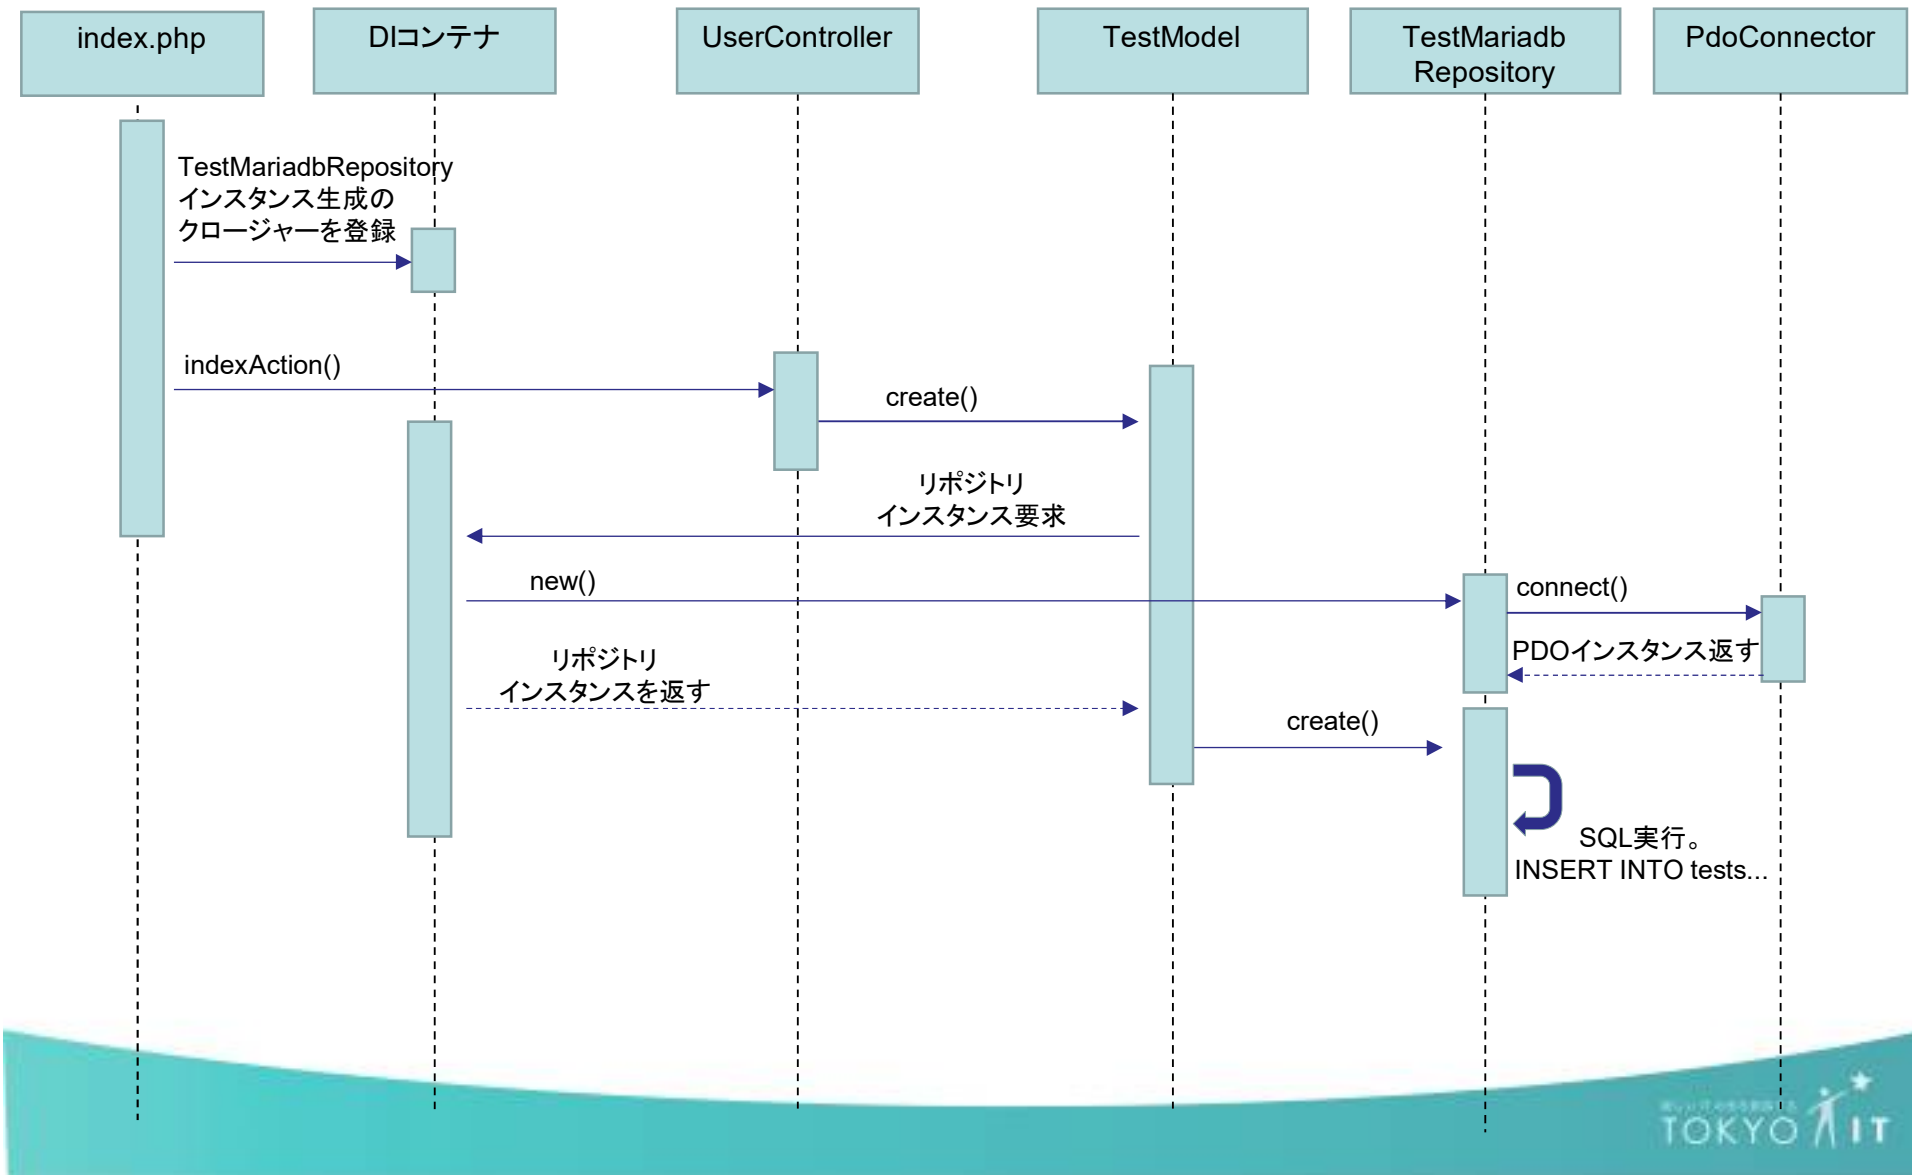 index.php
DIコンテナ
UserController
TestModel
TestMariadb
Repository
PdoConnector
TestMariadbRepository
インスタンス生成の
クロージャーを登録
indexAction()
create()
リポジトリ
インスタンス要求
new()
connect()
PDOインスタンス返す
リポジトリ
インスタンスを返す
create()
SQL実行。
INSERT INTO tests...
TOKYO IT